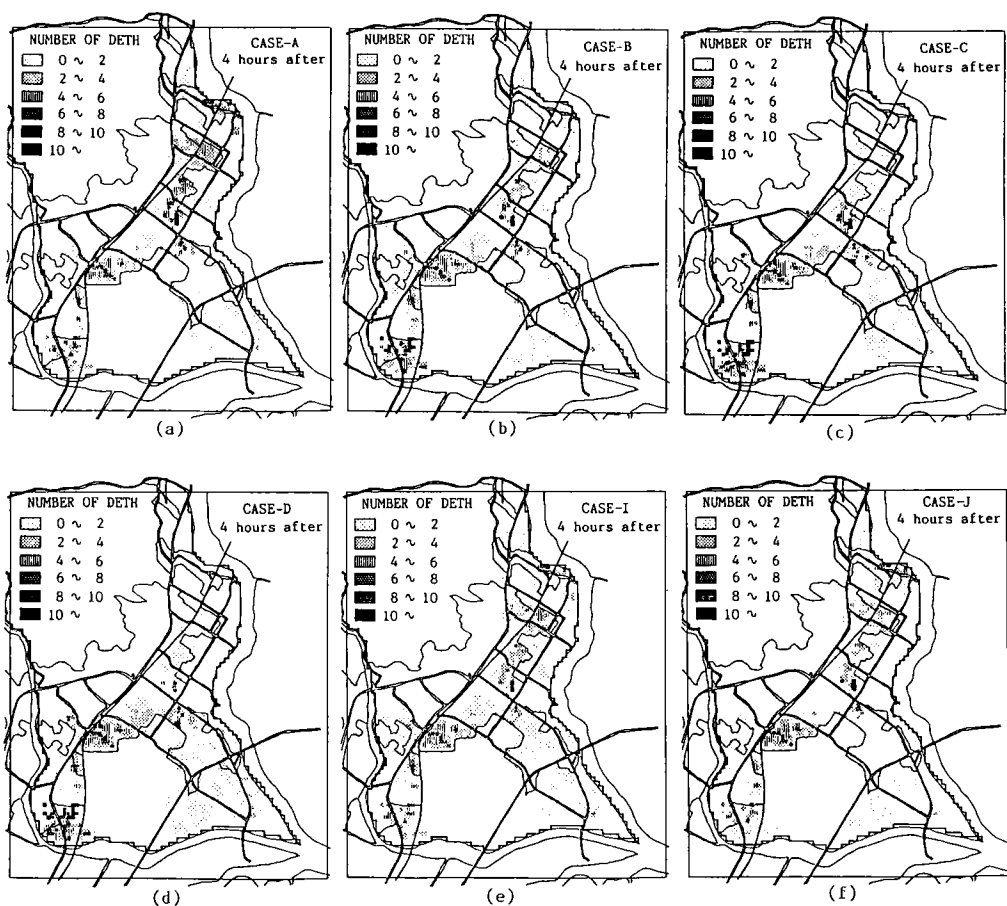 NUMBER OF DETH
0 ~ 2
2 ~ 4
4 ~ 6
6 ~ 8
8 ~ 10
10 ~
CASE-A
4 hours after
(a)
NUMBER OF DETH
0 ~ 2
2 ~ 4
4 ~ 6
6 ~ 8
8 ~ 10
10 ~
CASE-B
4 hours after
(b)
NUMBER OF DETH
0 ~ 2
2 ~ 4
4 ~ 6
6 ~ 8
8 ~ 10
10 ~
CASE-C
4 hours after
(c)
NUMBER OF DETH
0 ~ 2
2 ~ 4
4 ~ 6
6 ~ 8
8 ~ 10
10 ~
CASE-D
4 hours after
(d)
NUMBER OF DETH
0 ~ 2
2 ~ 4
4 ~ 6
6 ~ 8
8 ~ 10
10 ~
CASE-I
4 hours after
(e)
NUMBER OF DETH
0 ~ 2
2 ~ 4
4 ~ 6
6 ~ 8
8 ~ 10
10 ~
CASE-J
4 hours after
(f)